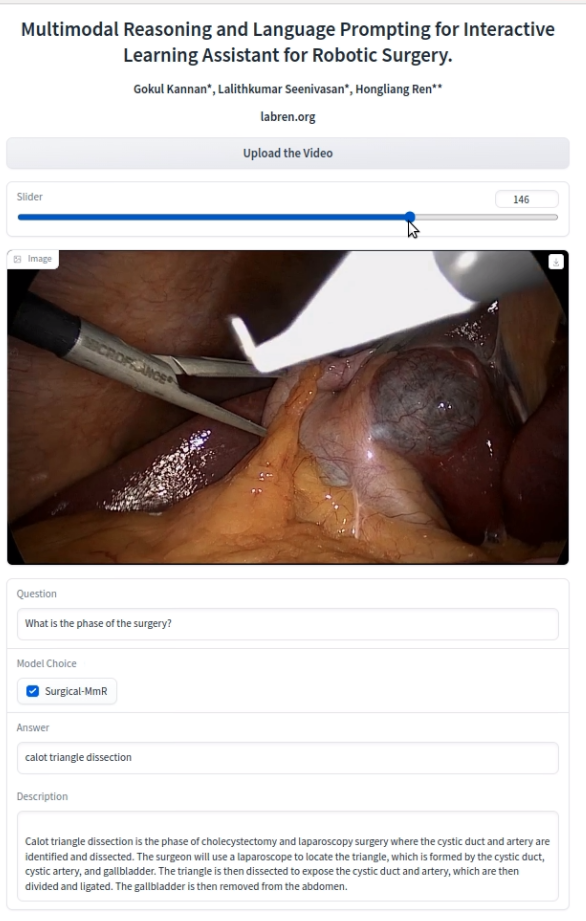 Multimodal Reasoning and Language Prompting for Interactive
Learning Assistant for Robotic Surgery.
Gokul Kannan*, Lalithkumar Seenivasan*, Hongliang Ren**
labren.org
Upload the Video
Slider
146
Image
MICROFRANCE®
Question
What is the phase of the surgery?
Model Choice
Surgical-MmR
Answer
calot triangle dissection
Description
Calot triangle dissection is the phase of cholecystectomy and laparoscopy surgery where the cystic duct and artery are
identified and dissected. The surgeon will use a laparoscope to locate the triangle, which is formed by the cystic duct,
cystic artery, and gallbladder. The triangle is then dissected to expose the cystic duct and artery, which are then
divided and ligated. The gallbladder is then removed from the abdomen.